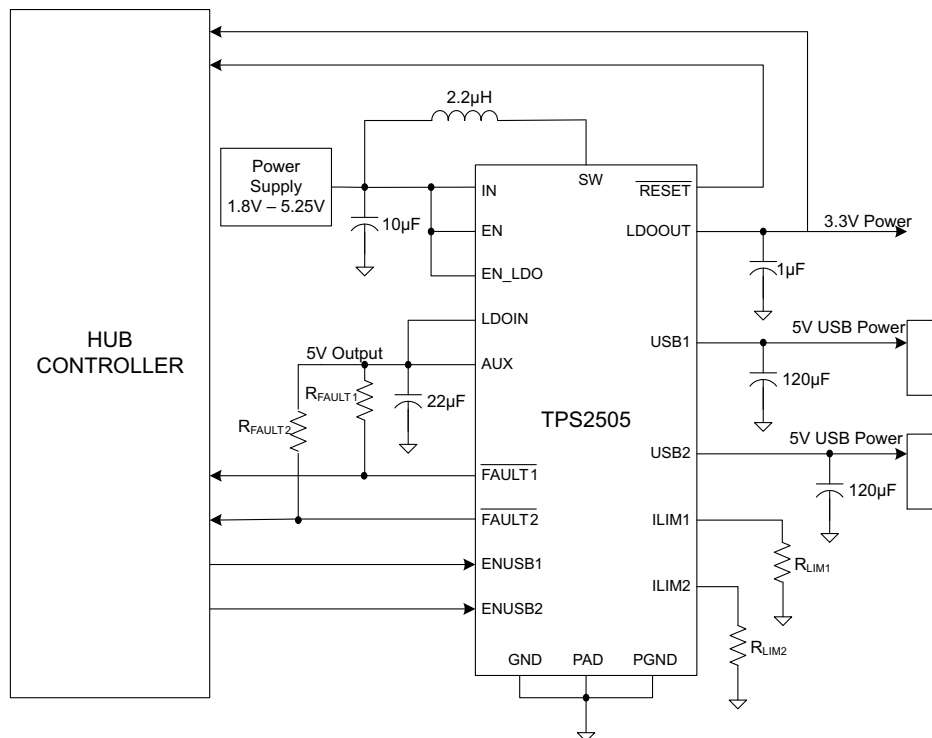 2.2µH
Power
Supply
1.8V – 5.25V
SW
IN
RESET
10µF
EN
LDOOUT
3.3V Power
EN_LDO
1µF
HUB
CONTROLLER
LDOIN
5V Output
AUX
USB1
5V USB Power
RFAULT1
RFAULT2
22µF
120µF
TPS2505
USB2
5V USB Power
FAULT1
120µF
FAULT2
ILIM1
ENUSB1
RLIM1
ILIM2
ENUSB2
RLIM2
GND
PAD
PGND